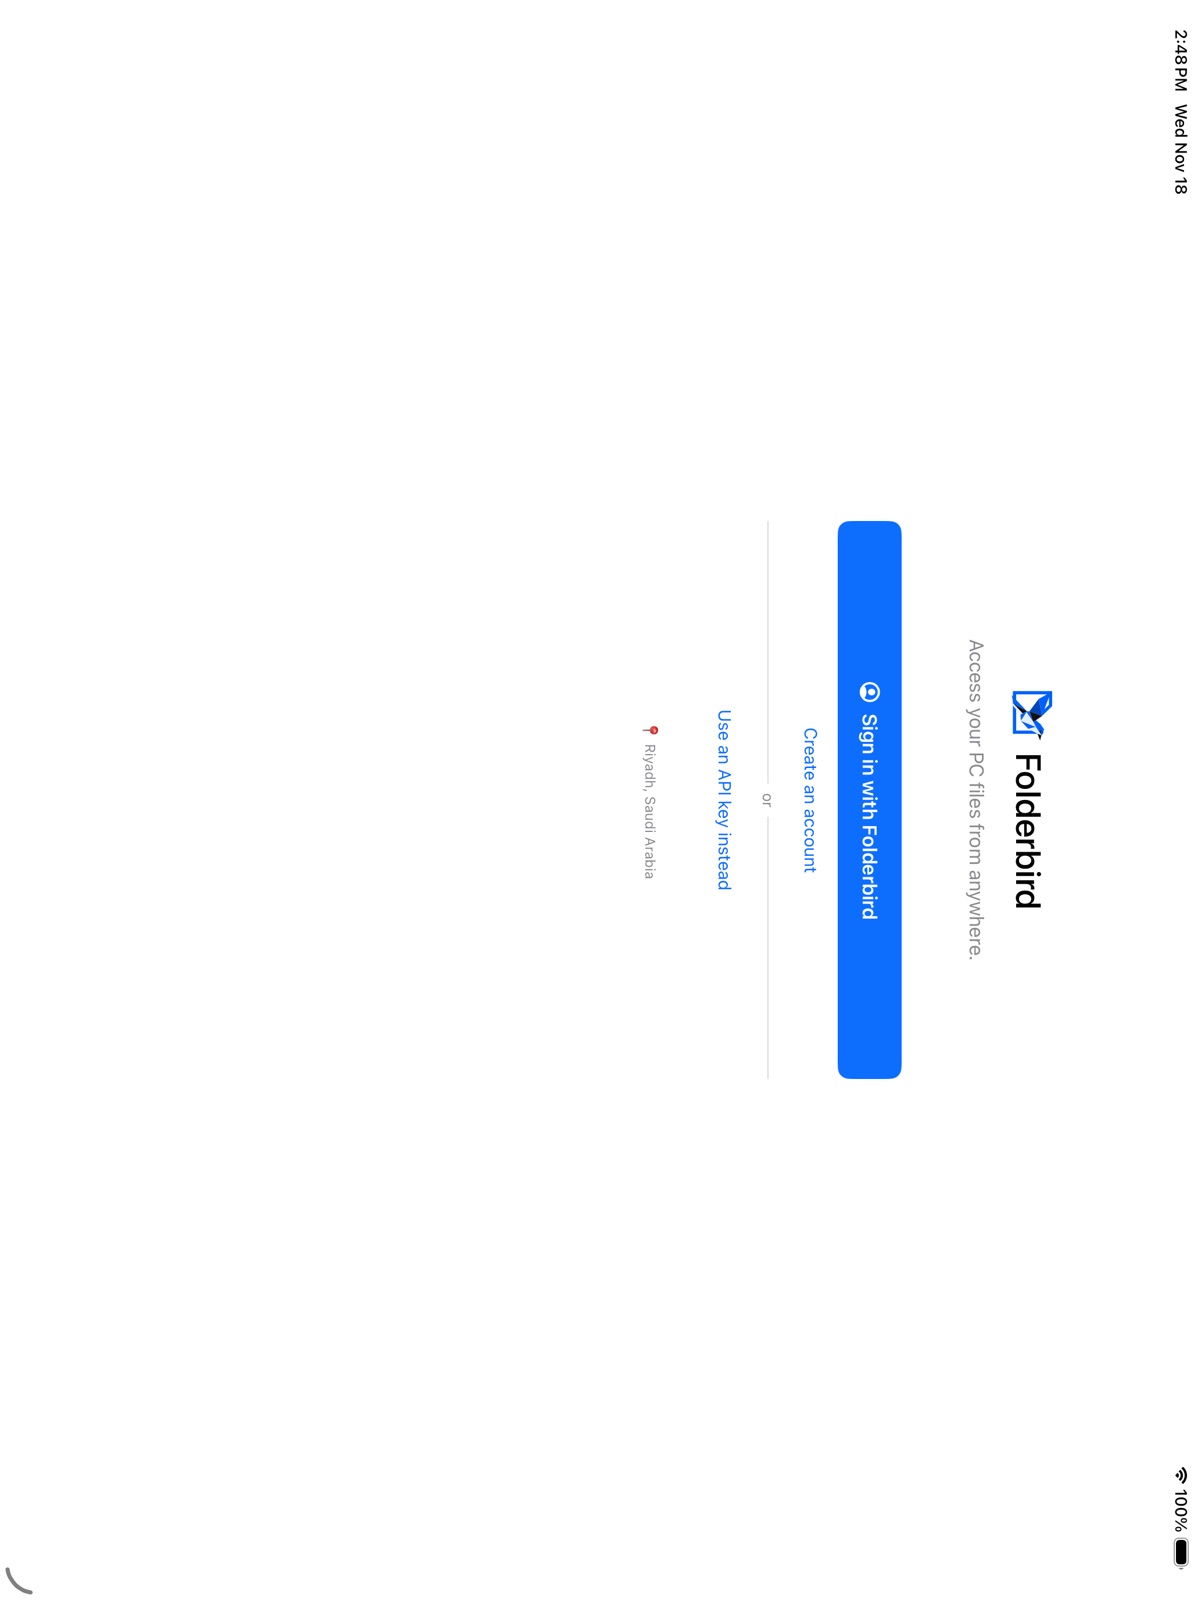 2:48 PM Wed Nov 18
100%
Folderbird
Access your PC files from anywhere.
Sign in with Folderbird
Create an account
or
Use an API key instead
📍 Riyadh, Saudi Arabia